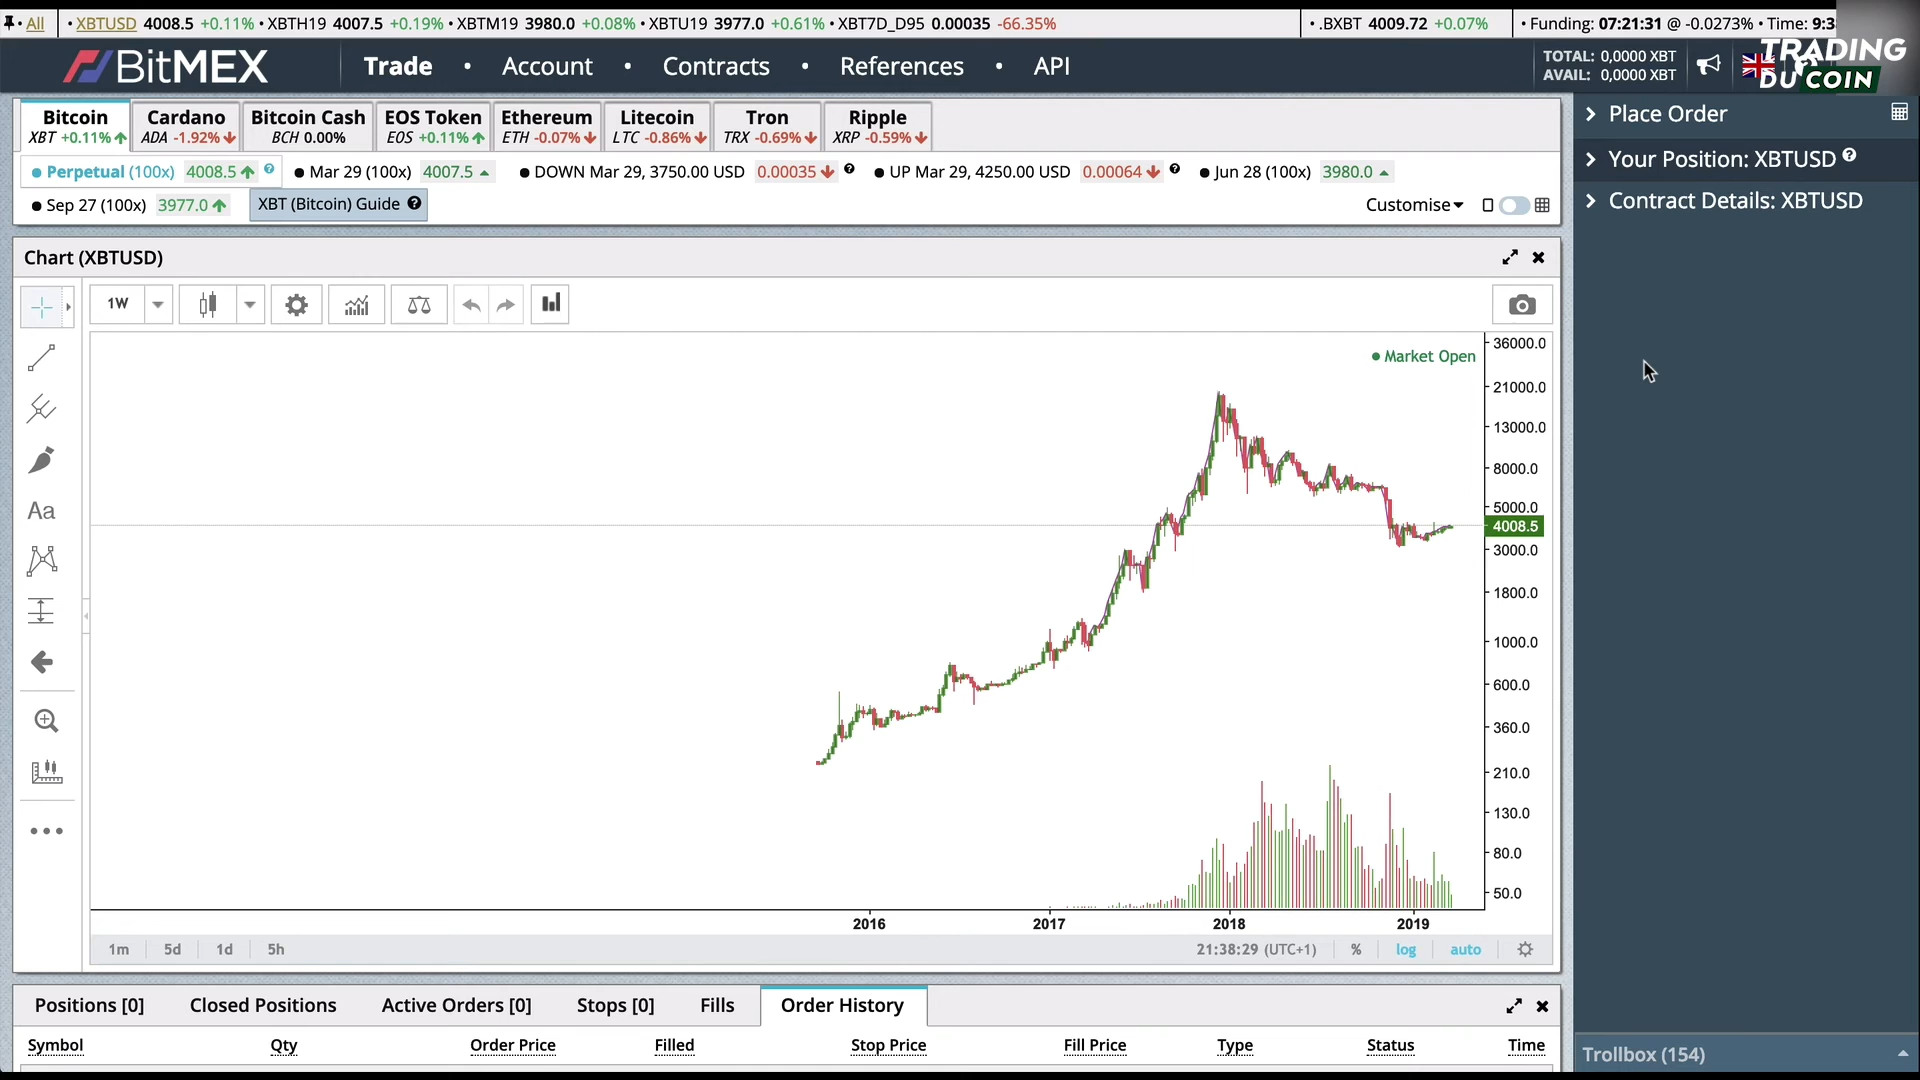 All • XBTUSD 4008.5 +0.11% • XBTH19 4007.5 +0.19% • XBTM19 3980.0 +0.08% • XBTU19 3977.0 +0.61% • XBT7D_D95 0.00035 -66.35% • .BXBT 4009.72 +0.07% • Funding: 07:21:31 @ -0.0273% • Time: 9:3
BitMEX Trade • Account • Contracts • References • API
TOTAL: 0,0000 XBT
AVAIL: 0,0000 XBT
TRADING
DU COIN
Bitcoin Cardano Bitcoin Cash EOS Token Ethereum Litecoin Tron Ripple
XBT +0.11% ADA -1.92% BCH 0.00% EOS +0.11% ETH -0.07% LTC -0.86% TRX -0.69% XRP -0.59%
• Perpetual (100x) 4008.5 • Mar 29 (100x) 4007.5 • DOWN Mar 29, 3750.00 USD 0.00035 • UP Mar 29, 4250.00 USD 0.00064 • Jun 28 (100x) 3980.0
• Sep 27 (100x) 3977.0 XBT (Bitcoin) Guide Customise
Place Order
Your Position: XBTUSD
Contract Details: XBTUSD
Chart (XBTUSD)
1W
Aa
• Market Open
36000.0
21000.0
13000.0
8000.0
5000.0
4008.5
3000.0
1800.0
1000.0
600.0
360.0
210.0
130.0
80.0
50.0
2016 2017 2018 2019
1m 5d 1d 5h 21:38:29 (UTC+1) % log auto
Positions [0] Closed Positions Active Orders [0] Stops [0] Fills Order History
Symbol Qty Order Price Filled Stop Price Fill Price Type Status Time
Trollbox (154)